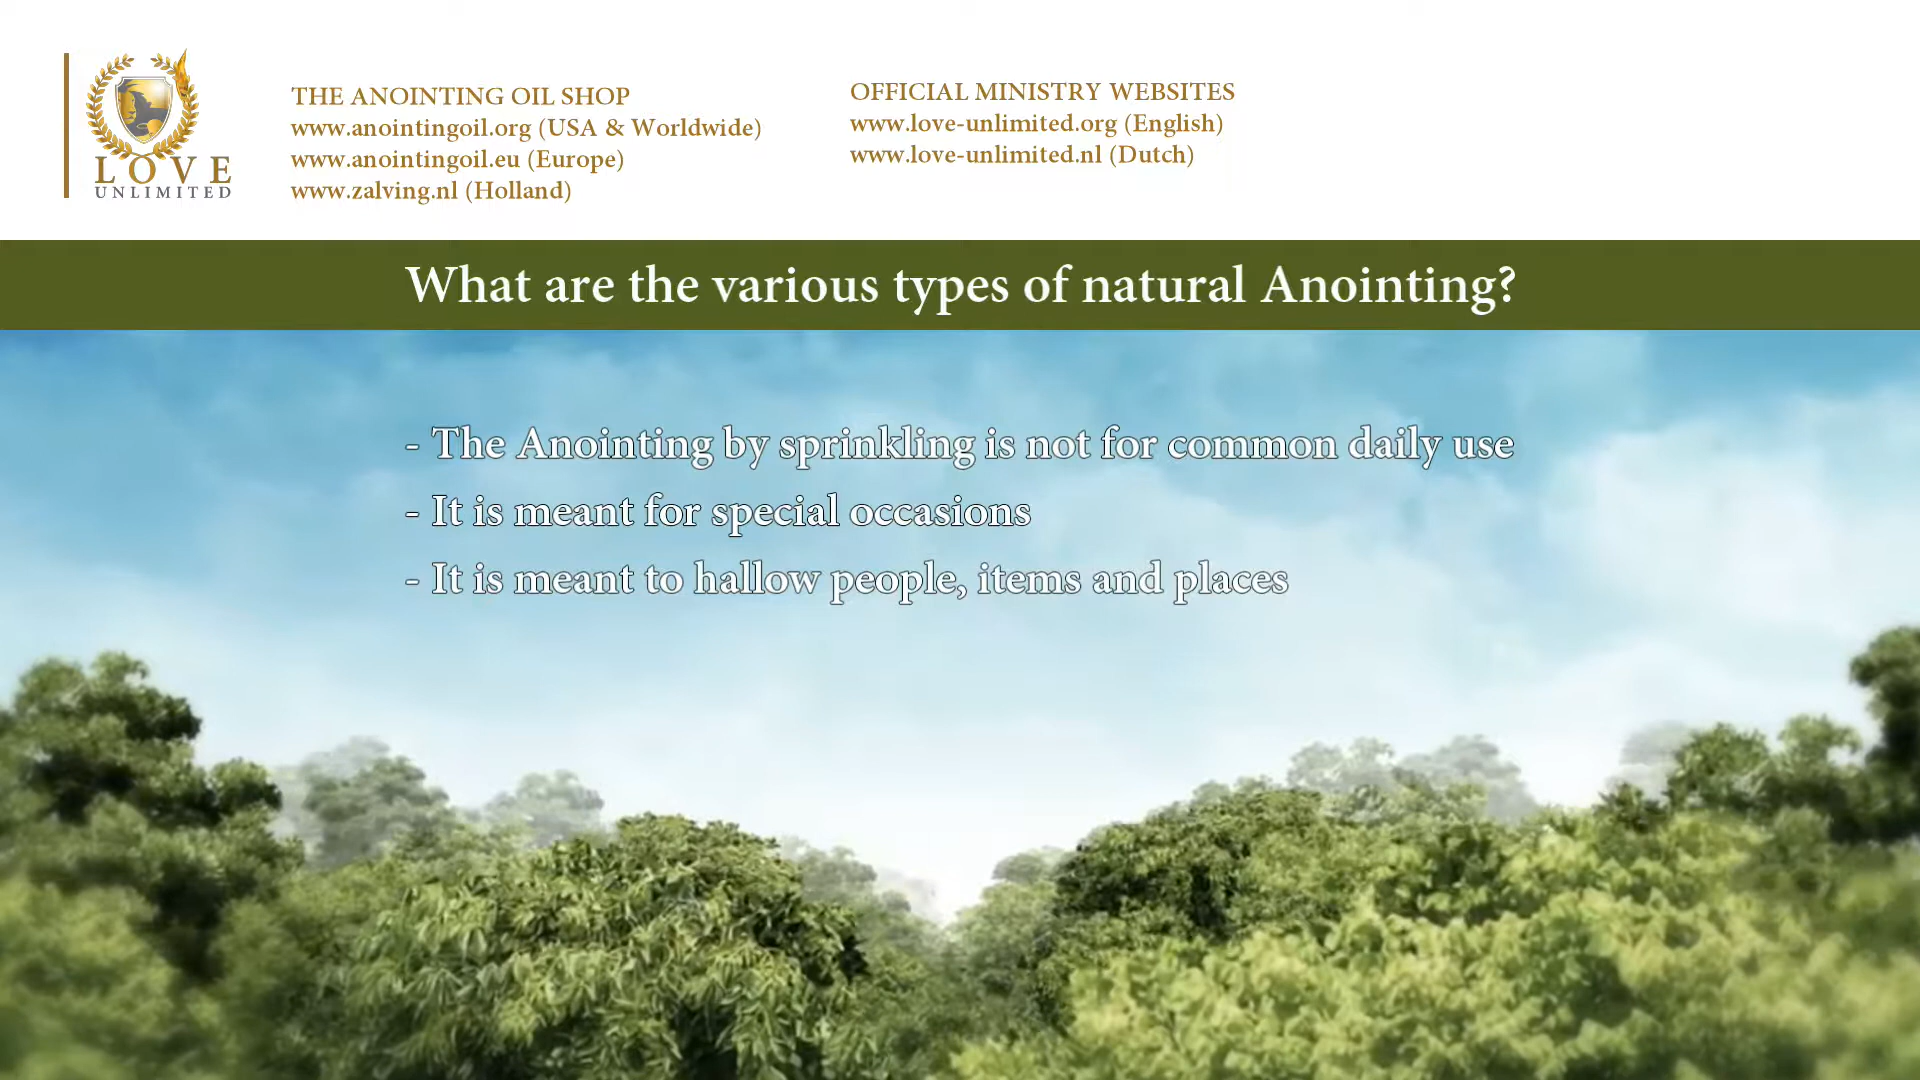 LOVE
UNLIMITED
THE ANOINTING OIL SHOP
www.anointingoil.org (USA & Worldwide)
www.anointingoil.eu (Europe)
www.zalving.nl (Holland)
OFFICIAL MINISTRY WEBSITES
www.love-unlimited.org (English)
www.love-unlimited.nl (Dutch)
What are the various types of natural Anointing?
- The Anointing by sprinkling is not for common daily use
- It is meant for special occasions
- It is meant to hallow people, items and places